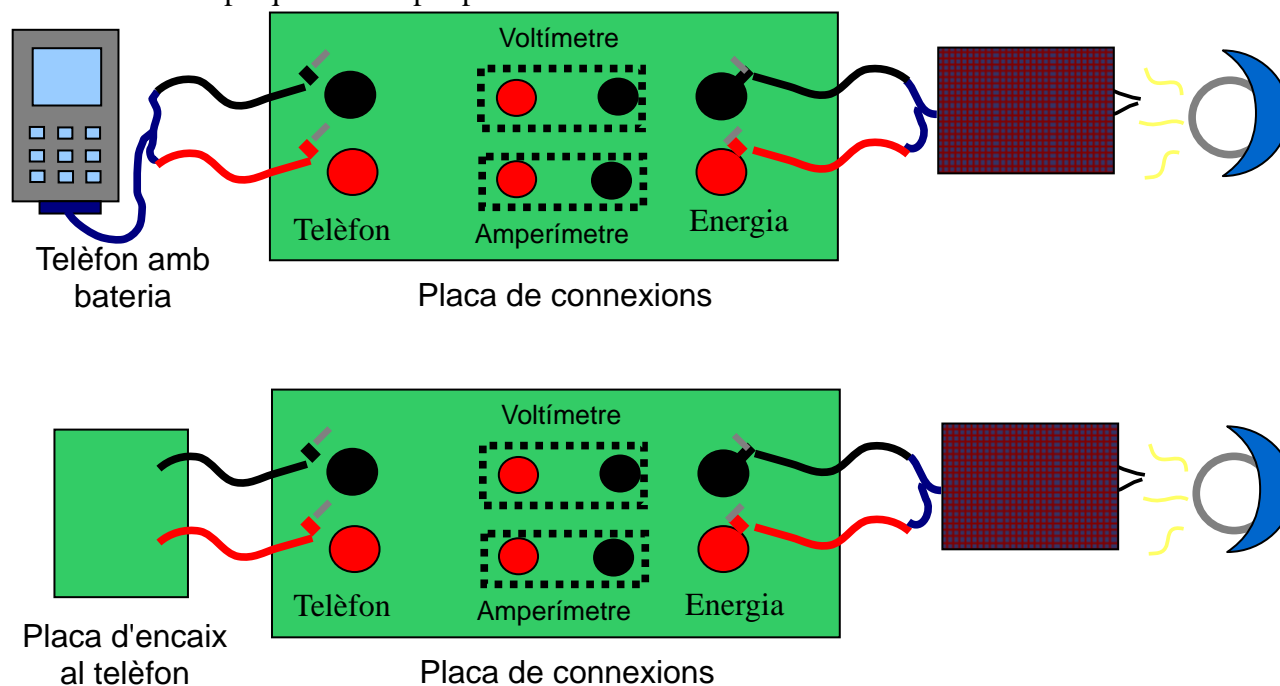 Voltímetre
Telèfon
Amperímetre
Energia
Telèfon amb
bateria
Placa de connexions
Voltímetre
Telèfon
Amperímetre
Energia
Placa d'encaix
al telèfon
Placa de connexions